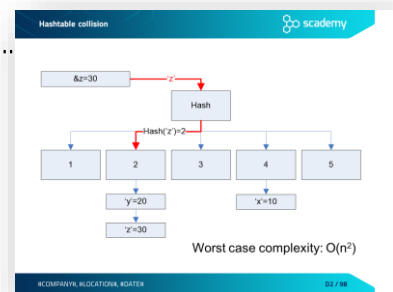 Hashtable collision
scademy
..
&z=30
'z'
Hash
Hash('z')=2
1
2
3
4
5
'y'=20
'x'=10
'z'=30
Worst case complexity: O(n²)
#COMPANY#, #LOCATION#, #DATE#
D2 / 98